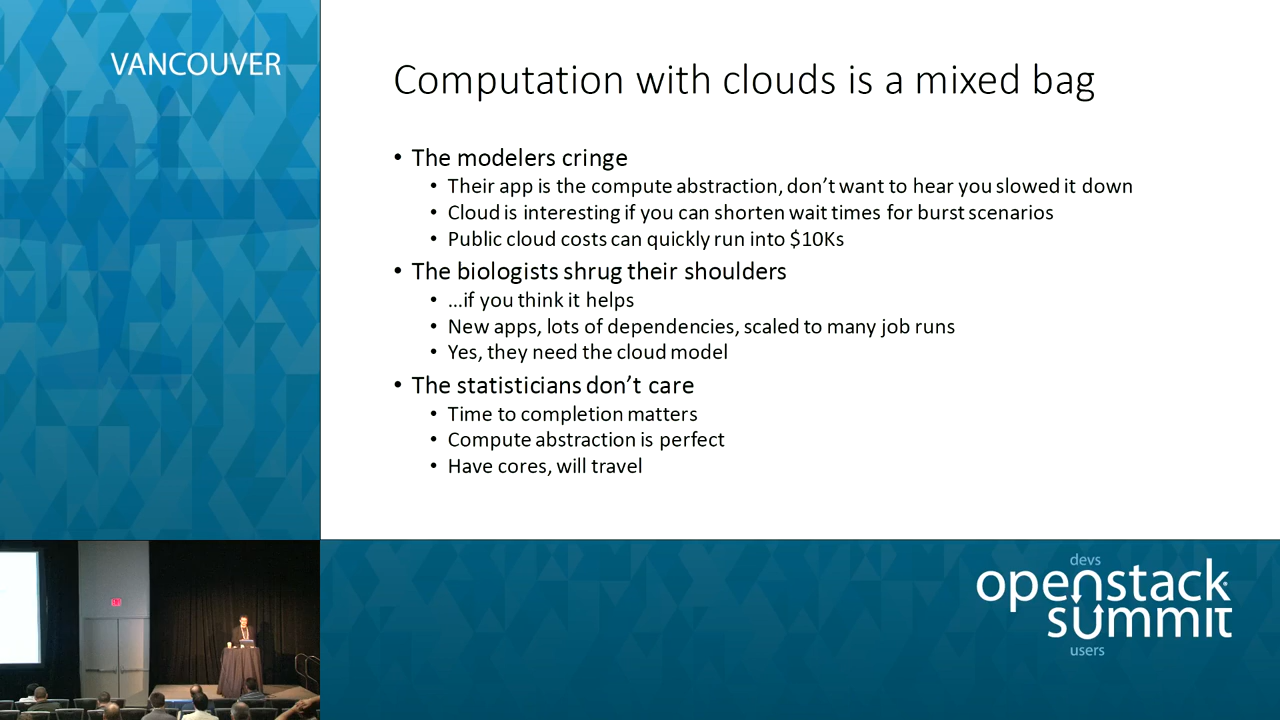 VANCOUVER
Computation with clouds is a mixed bag
• The modelers cringe
• Their app is the compute abstraction, don't want to hear you slowed it down
• Cloud is interesting if you can shorten wait times for burst scenarios
• Public cloud costs can quickly run into $10Ks
• The biologists shrug their shoulders
• …if you think it helps
• New apps, lots of dependencies, scaled to many job runs
• Yes, they need the cloud model
• The statisticians don't care
• Time to completion matters
• Compute abstraction is perfect
• Have cores, will travel
devs
openstack
summit
users